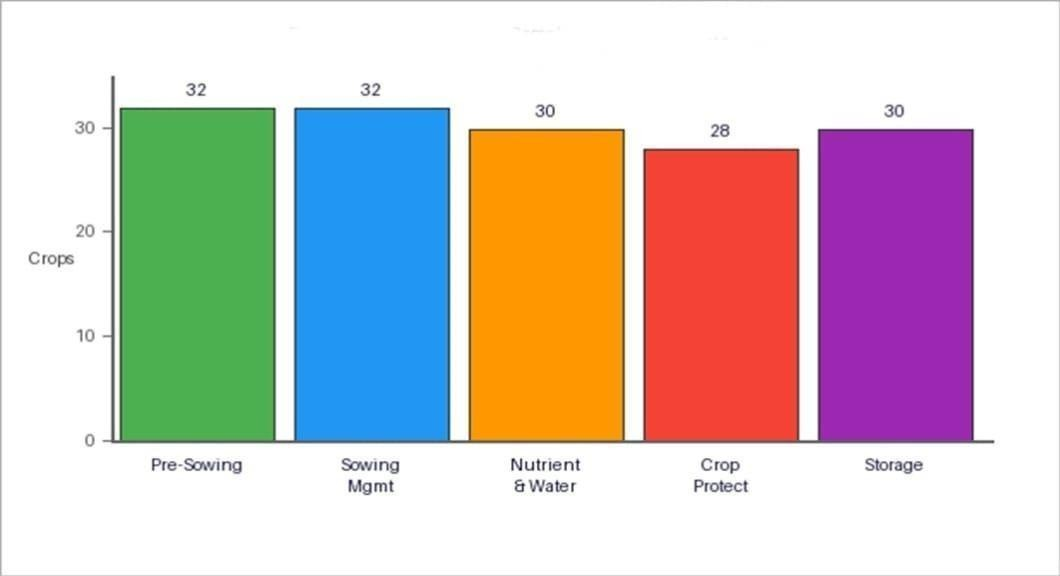 32
32
30
28
30
30
20
Crops
10
0
Pre-Sowing
Sowing
Mgmt
Nutrient
& Water
Crop
Protect
Storage